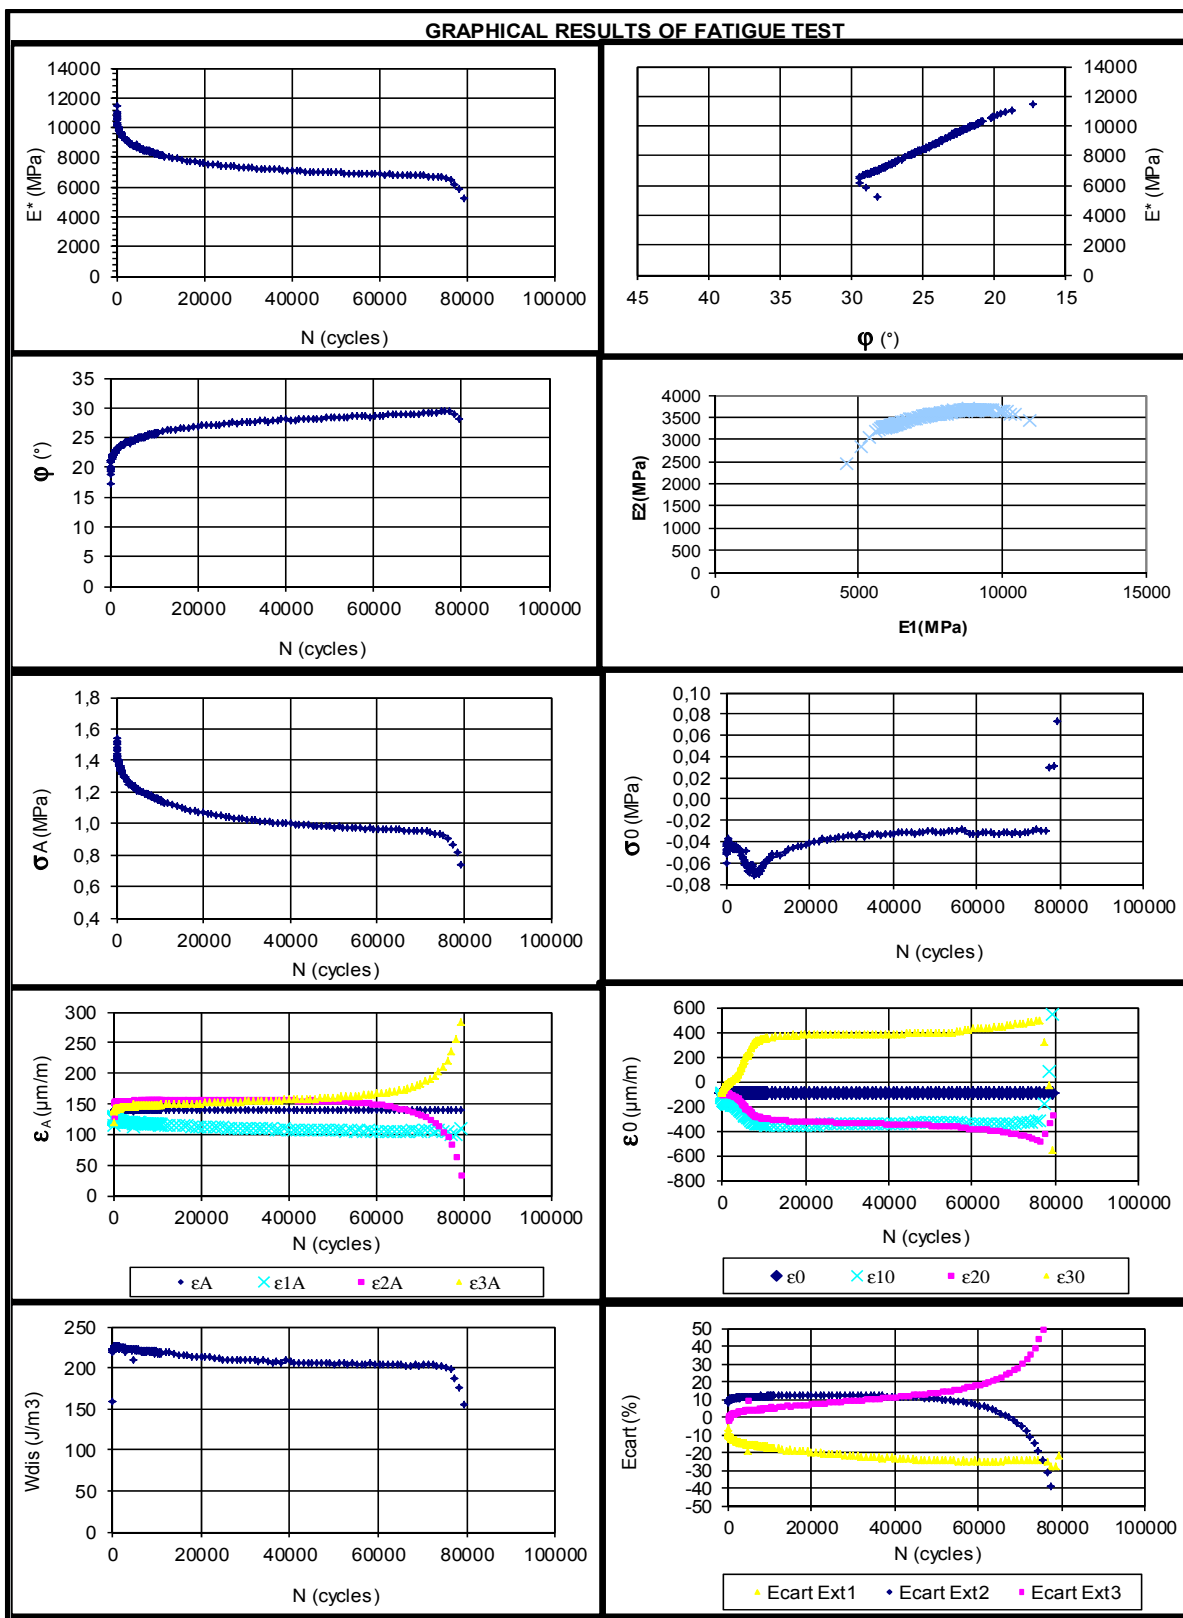 GRAPHICAL RESULTS OF FATIGUE TEST
14000
12000
10000
8000
6000
4000
2000
0
E* (MPa)
0 20000 40000 60000 80000 100000
N (cycles)
14000
12000
10000
8000
6000
4000
2000
0
E* (MPa)
45 40 35 30 25 20 15
φ (°)
35
30
25
20
15
10
5
0
φ (°)
0 20000 40000 60000 80000 100000
N (cycles)
4000
3500
3000
2500
2000
1500
1000
500
0
E2(MPa)
0 5000 10000 15000
E1(MPa)
1,8
1,6
1,4
1,2
1,0
0,8
0,6
0,4
σA (MPa)
0 20000 40000 60000 80000 100000
N (cycles)
0,10
0,08
0,06
0,04
0,02
0,00
-0,02
-0,04
-0,06
-0,08
σ0 (MPa)
0 20000 40000 60000 80000 100000
N (cycles)
300
250
200
150
100
50
0
εA (µm/m)
0 20000 40000 60000 80000 100000
N (cycles)
εA ε1A ε2A ε3A
600
400
200
0
-200
-400
-600
-800
ε0 (µm/m)
0 20000 40000 60000 80000 100000
N (cycles)
ε0 ε10 ε20 ε30
250
200
150
100
50
0
Wdis (J/m3)
0 20000 40000 60000 80000 100000
N (cycles)
50
40
30
20
10
0
-10
-20
-30
-40
-50
Ecart (%)
0 20000 40000 60000 80000 100000
N (cycles)
Ecart Ext1 Ecart Ext2 Ecart Ext3